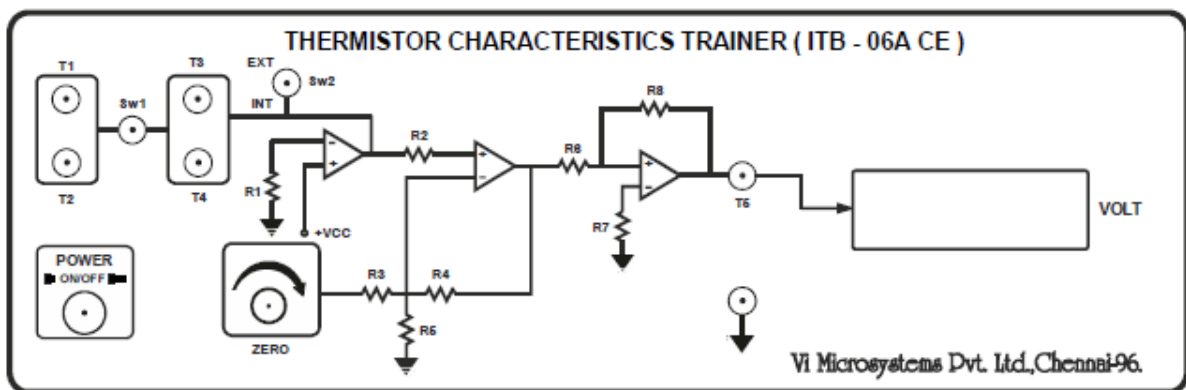 THERMISTOR CHARACTERISTICS TRAINER ( ITB - 06A CE )
T1
T3
EXT
Sw2
Sw1
INT
R8
R2
R6
T2
T4
R1
+VCC
R7
T5
VOLT
POWER
ON/OFF
R3
R4
R5
ZERO
Vi Microsystems Pvt. Ltd.,Chennai-96.
- + + - + -